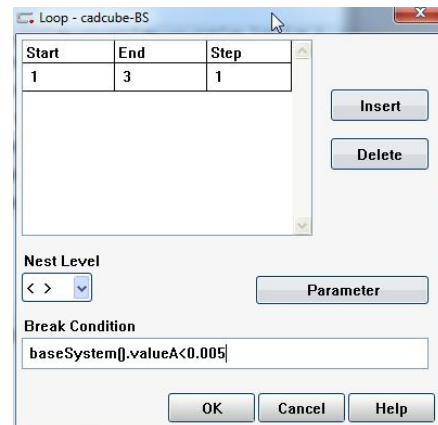 Loop - cadcube-BS
Start End Step
1 3 1
Insert
Delete
Nest Level
< >
Parameter
Break Condition
baseSystem().valueA<0.005
OK Cancel Help